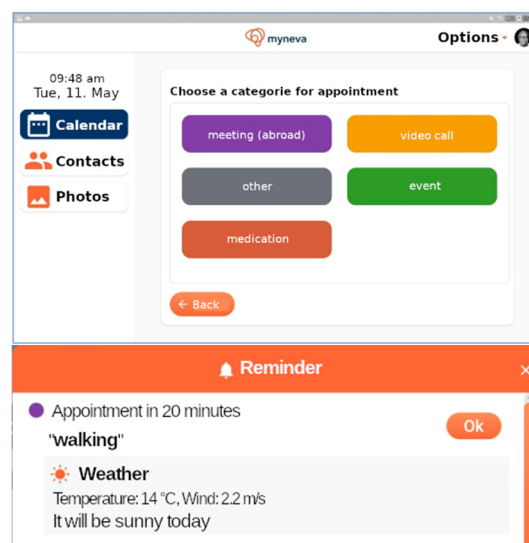 myneva
Options
09:48 am
Tue, 11. May
Calendar
Contacts
Photos
Choose a categorie for appointment
meeting (abroad)
video call
other
event
medication
← Back
Reminder
×
Appointment in 20 minutes
"walking"
Ok
Weather
Temperature: 14 °C, Wind: 2.2 m/s
It will be sunny today